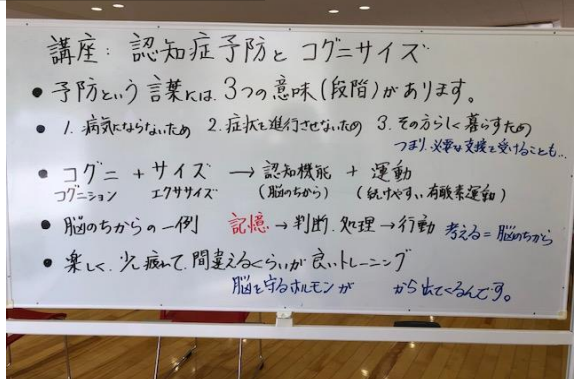 講座：認知症予防と コグニサイズ
● 予防という言葉には、3つの意味（段階）があります。
● 1. 病気にならないため 2. 症状を進行させないため 3. その方らしく暮らすため
つまり、必要な支援を受けることも…
● コグニ + サイズ → 認知機能 + 運動
コグニション エクササイズ （脳のちから） （続けやすい有酸素運動）
● 脳のちからの一例 記憶 → 判断.処理 → 行動 考える=脳のちから
● 楽しく、少し疲れて、間違えるくらいが良いトレーニング
脳を守るホルモンが から出てくるんです。